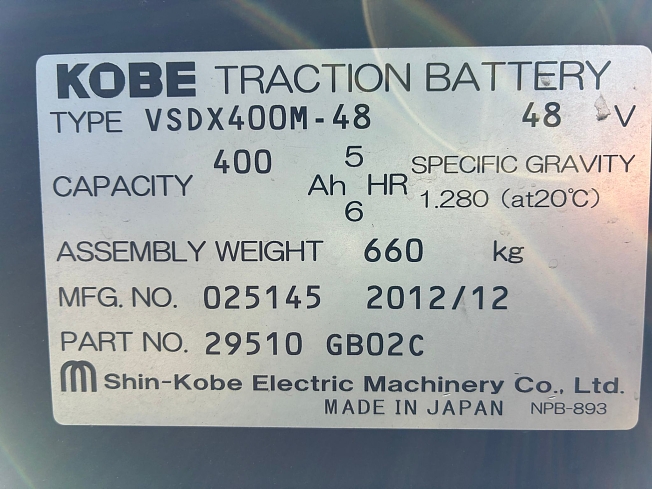 KOBE TRACTION BATTERY
TYPE VSDX400M-48 48 V
CAPACITY 400 Ah 5 HR 6 SPECIFIC GRAVITY
1.280 (at20℃)
ASSEMBLY WEIGHT 660 kg
MFG. NO. 025145 2012/12
PART NO. 29510 GB02C
Shin-Kobe Electric Machinery Co., Ltd.
MADE IN JAPAN NPB-893